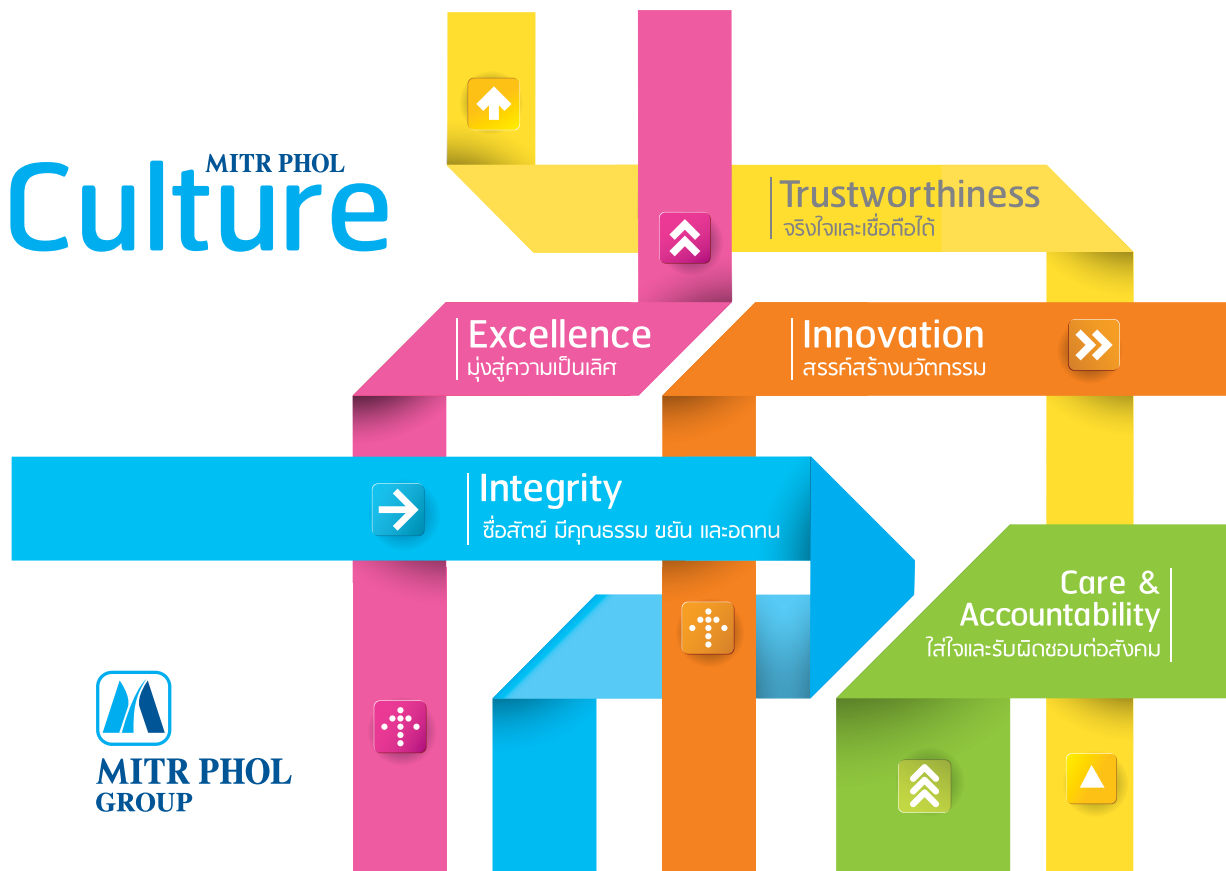 MITR PHOL
Culture
Trustworthiness
จริงใจและเชื่อถือได้
Excellence
มุ่งสู่ความเป็นเลิศ
Innovation
สรรค์สร้างนวัตกรรม
Integrity
ซื่อสัตย์ มีคุณธรรม ขยัน และอดทน
Care &
Accountability
ใส่ใจและรับผิดชอบต่อสังคม
MITR PHOL
GROUP